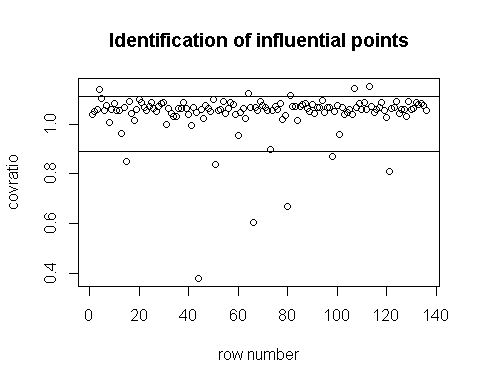 Identification of influential points
covratio
1.0
0.8
0.6
0.4
0 20 40 60 80 100 120 140
row number